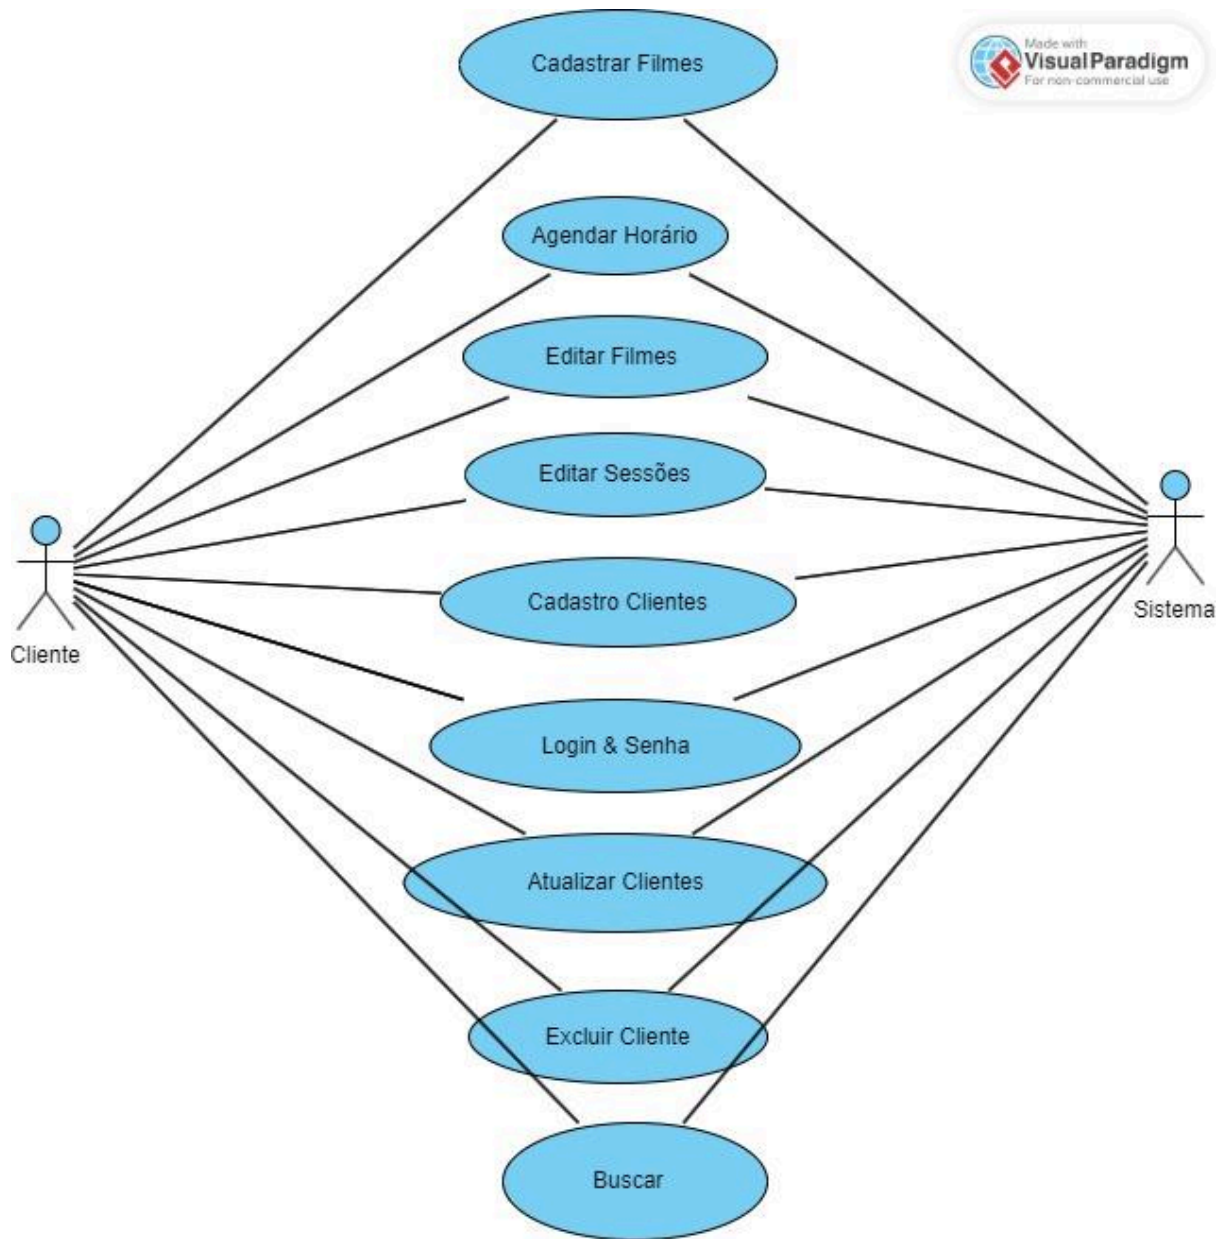 Cadastrar Filmes
Made with
Visual Paradigm
For non-commercial use
Agendar Horário
Editar Filmes
Editar Sessões
Cadastro Clientes
Cliente
Sistema
Login & Senha
Atualizar Clientes
Excluir Cliente
Buscar